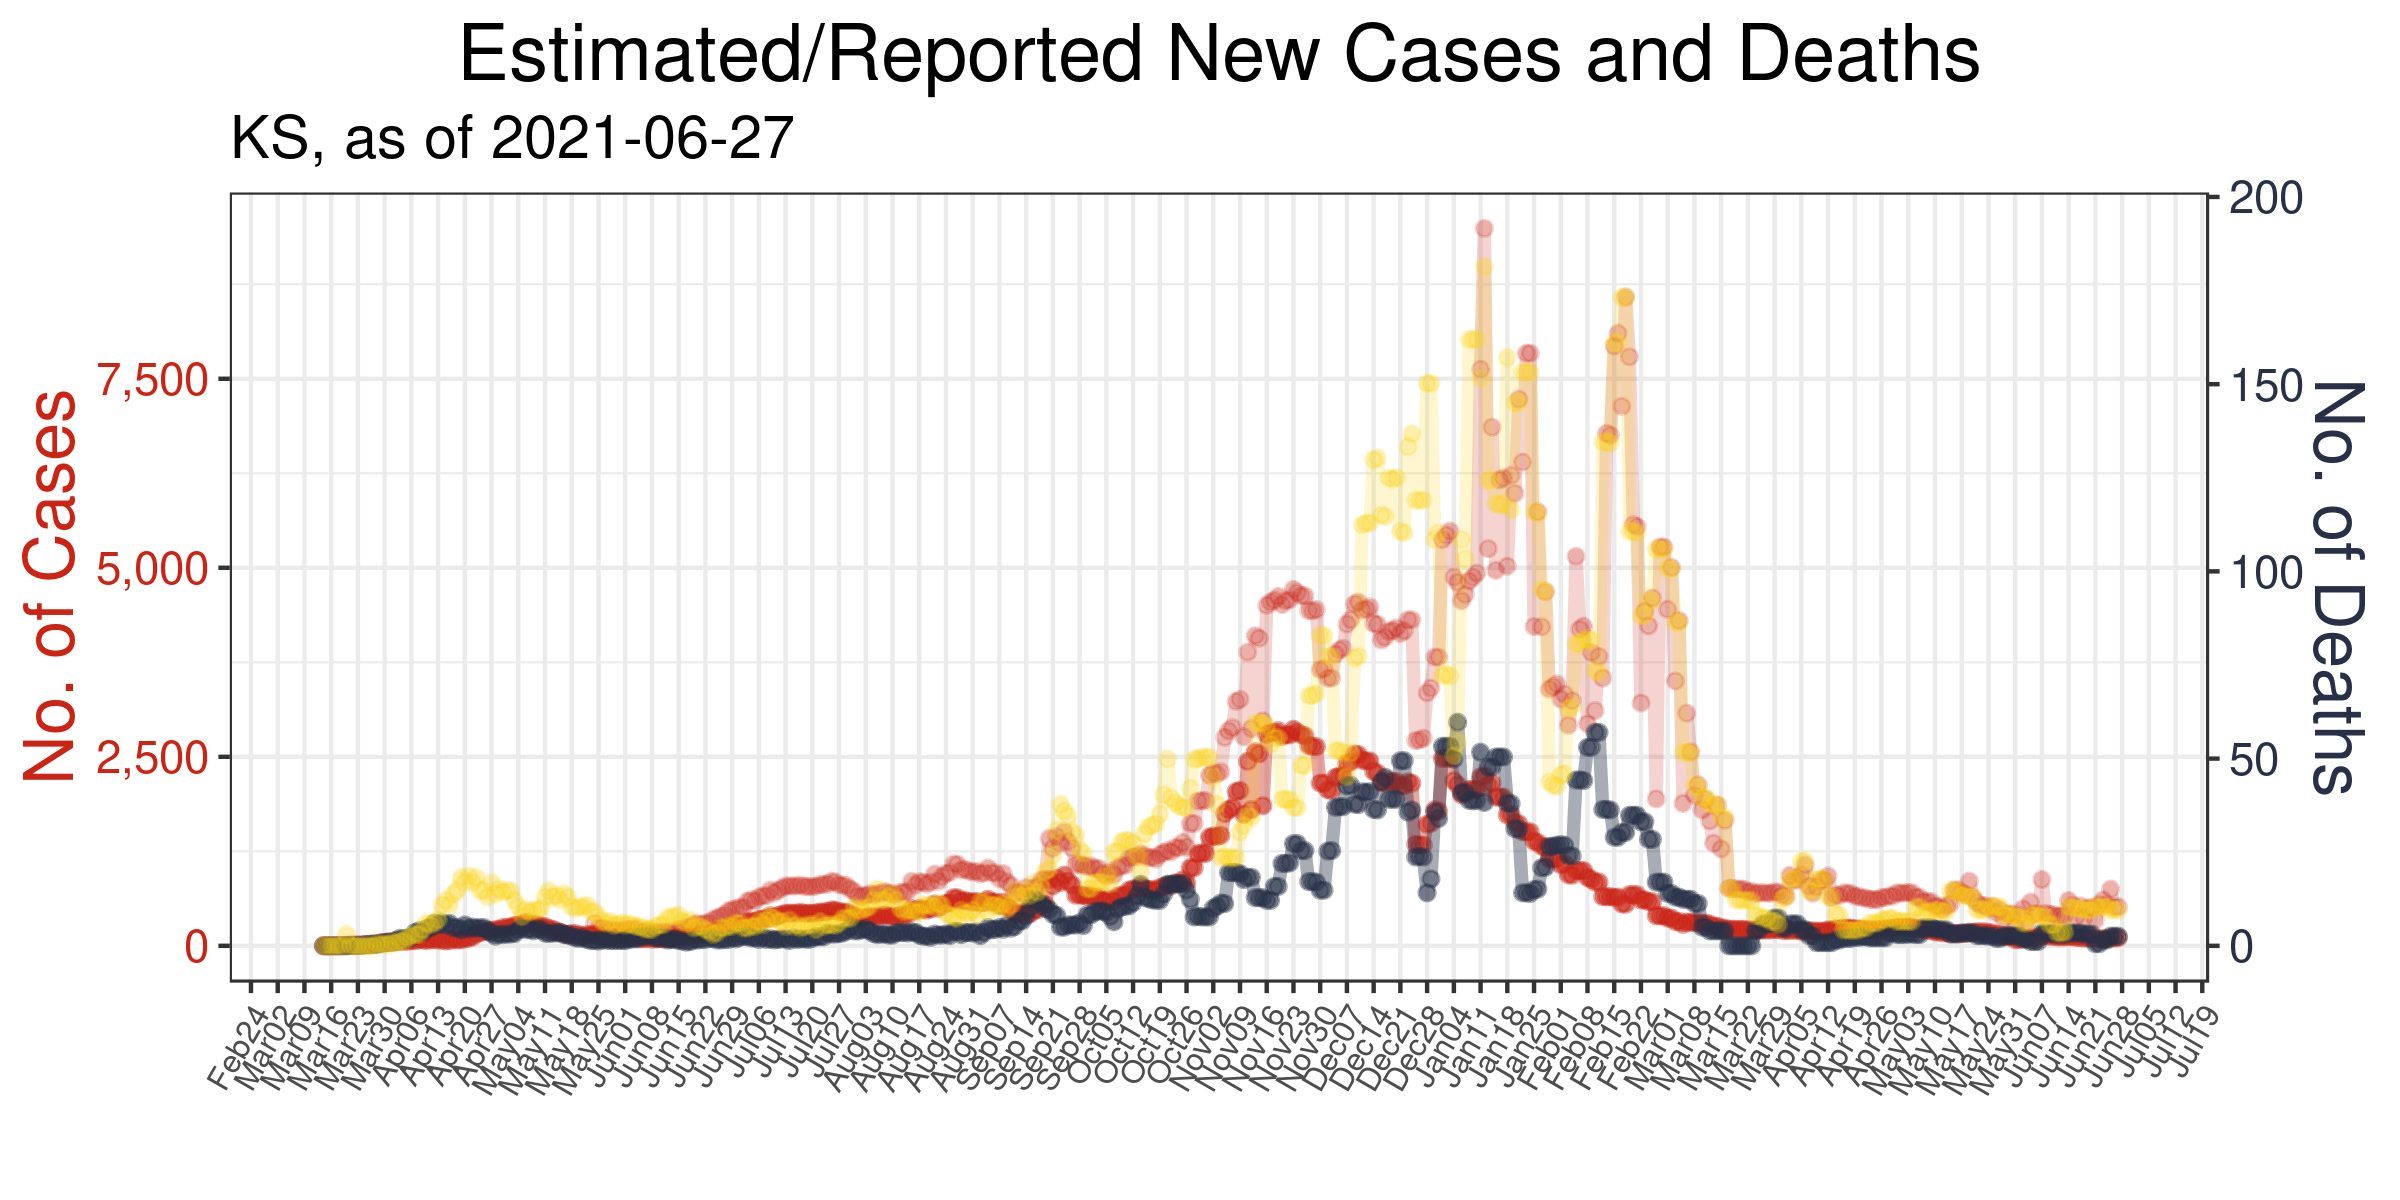 Estimated/Reported New Cases and Deaths
KS, as of 2021-06-27
No. of Cases
7,500
5,000
2,500
0
200
150
100
50
0
No. of Deaths
Feb24
Mar02
Mar09
Mar16
Mar23
Mar30
Apr06
Apr13
Apr20
Apr27
May04
May11
May18
May25
Jun01
Jun08
Jun15
Jun22
Jun29
Jul06
Jul13
Jul20
Jul27
Aug03
Aug10
Aug17
Aug24
Aug31
Sep07
Sep14
Sep21
Sep28
Oct05
Oct12
Oct19
Oct26
Nov02
Nov09
Nov16
Nov23
Nov30
Dec07
Dec14
Dec21
Dec28
Dec04
Jan04
Jan11
Jan18
Jan25
Feb01
Feb08
Feb15
Feb22
Mar01
Mar08
Mar15
Mar22
Mar29
Apr05
Apr12
Apr19
Apr26
May03
May10
May17
May24
May31
Jun07
Jun14
Jun21
Jun28
Jul05
Jul12
Jul19